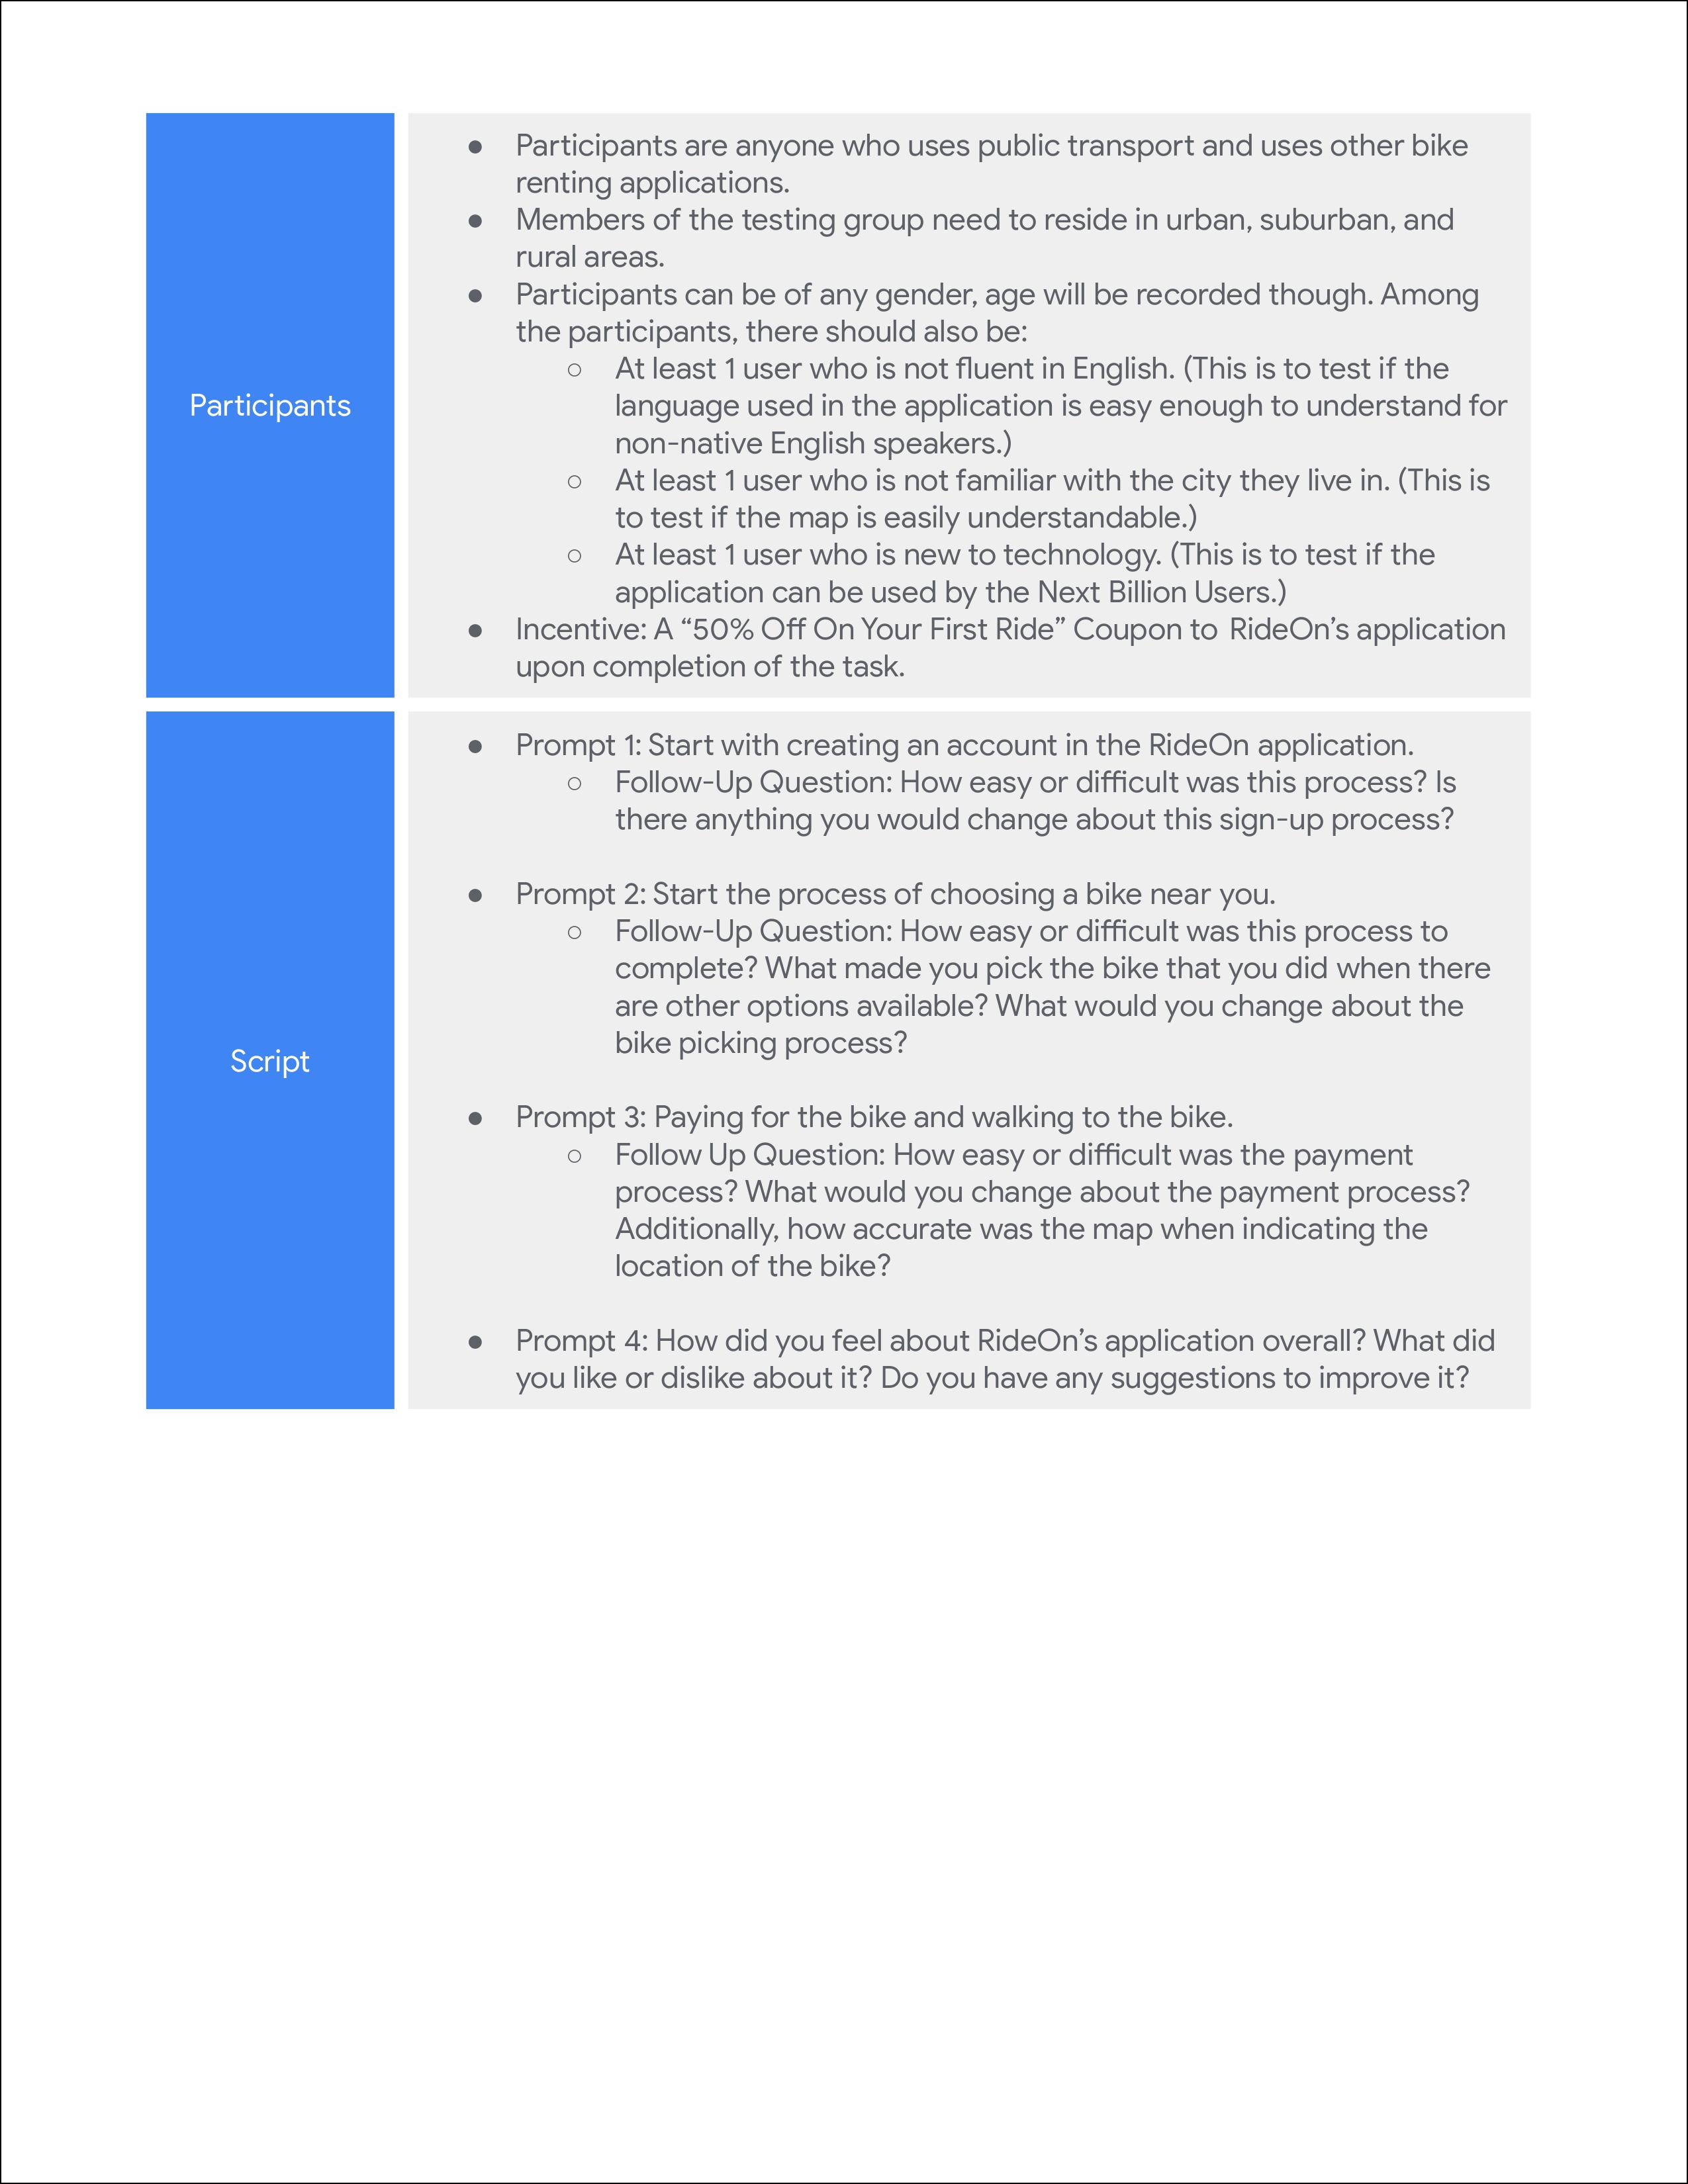 Participants
● Participants are anyone who uses public transport and uses other bike
renting applications.
● Members of the testing group need to reside in urban, suburban, and
rural areas.
● Participants can be of any gender, age will be recorded though. Among
the participants, there should also be:
○ At least 1 user who is not fluent in English. (This is to test if the
language used in the application is easy enough to understand for
non-native English speakers.)
○ At least 1 user who is not familiar with the city they live in. (This is
to test if the map is easily understandable.)
○ At least 1 user who is new to technology. (This is to test if the
application can be used by the Next Billion Users.)
● Incentive: A “50% Off On Your First Ride” Coupon to RideOn’s application
upon completion of the task.
Script
● Prompt 1: Start with creating an account in the RideOn application.
○ Follow-Up Question: How easy or difficult was this process? Is
there anything you would change about this sign-up process?
● Prompt 2: Start the process of choosing a bike near you.
○ Follow-Up Question: How easy or difficult was this process to
complete? What made you pick the bike that you did when there
are other options available? What would you change about the
bike picking process?
● Prompt 3: Paying for the bike and walking to the bike.
○ Follow Up Question: How easy or difficult was the payment
process? What would you change about the payment process?
Additionally, how accurate was the map when indicating the
location of the bike?
● Prompt 4: How did you feel about RideOn’s application overall? What did
you like or dislike about it? Do you have any suggestions to improve it?